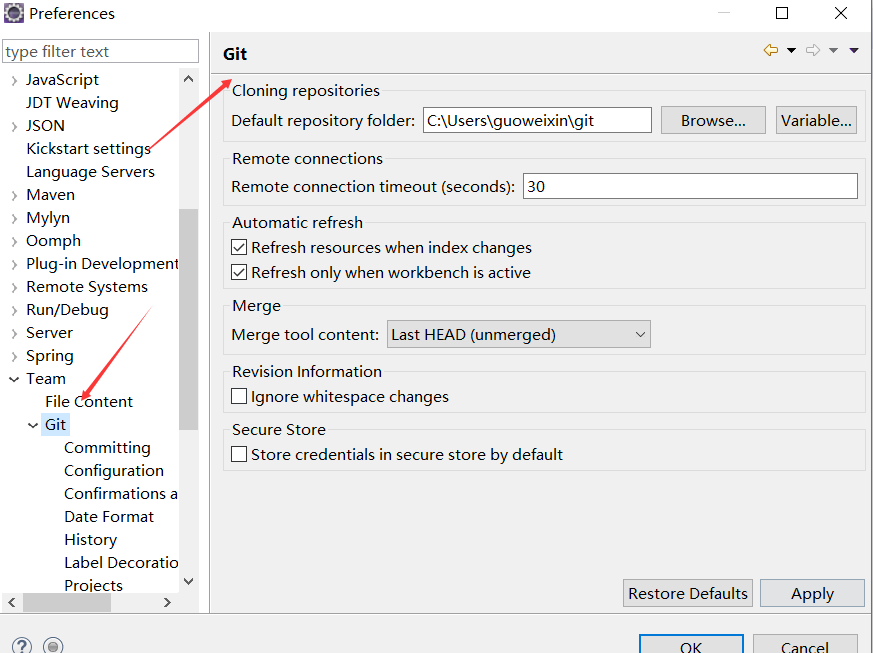 Preferences
type filter text
JavaScript
JDT Weaving
JSON
Kickstart settings
Language Servers
Maven
Mylyn
Oomph
Plug-in Development
Remote Systems
Run/Debug
Server
Spring
Team
File Content
Git
Committing
Configuration
Confirmations a
Date Format
History
Label Decoratio
Projects
Git
Cloning repositories
Default repository folder: C:\Users\guoweixin\git Browse... Variable...
Remote connections
Remote connection timeout (seconds): 30
Automatic refresh
Refresh resources when index changes
Refresh only when workbench is active
Merge
Merge tool content: Last HEAD (unmerged)
Revision Information
Ignore whitespace changes
Secure Store
Store credentials in secure store by default
Restore Defaults Apply
? OK Cancel